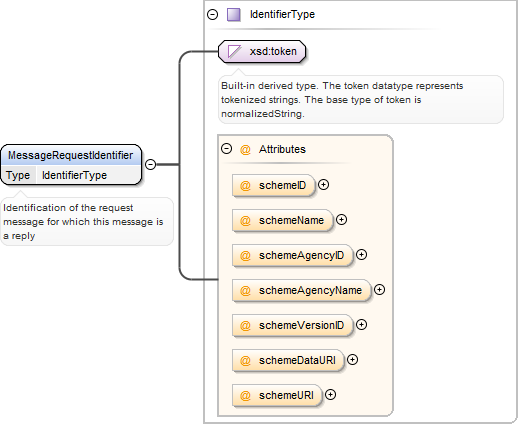 IdentifierType
xsd:token
Built-in derived type. The token datatype represents
tokenized strings. The base type of token is
normalizedString.
MessageRequestIdentifier
Type IdentifierType
Identification of the request
message for which this message is
a reply
@ Attributes
@ schemeID
@ schemeName
@ schemeAgencyID
@ schemeAgencyName
@ schemeVersionID
@ schemeDataURI
@ schemeURI